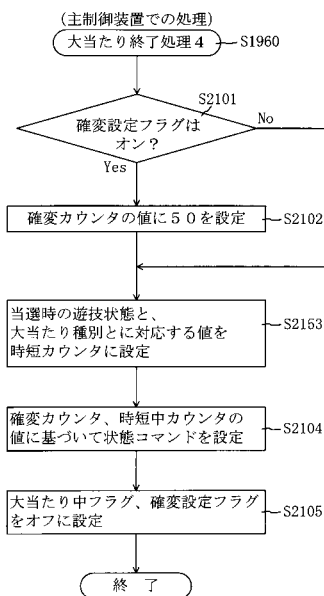 (主制御装置での処理)
大当たり終了処理4
S1960
S2101
確変設定フラグは
オン?
No
Yes
確変カウンタの値に50を設定
S2102
当選時の遊技状態と、
大当たり種別とに対応する値を
時短カウンタに設定
S2153
確変カウンタ、時短中カウンタの
値に基づいて状態コマンドを設定
S2104
大当たり中フラグ、確変設定フラグ
をオフに設定
S2105
終 了